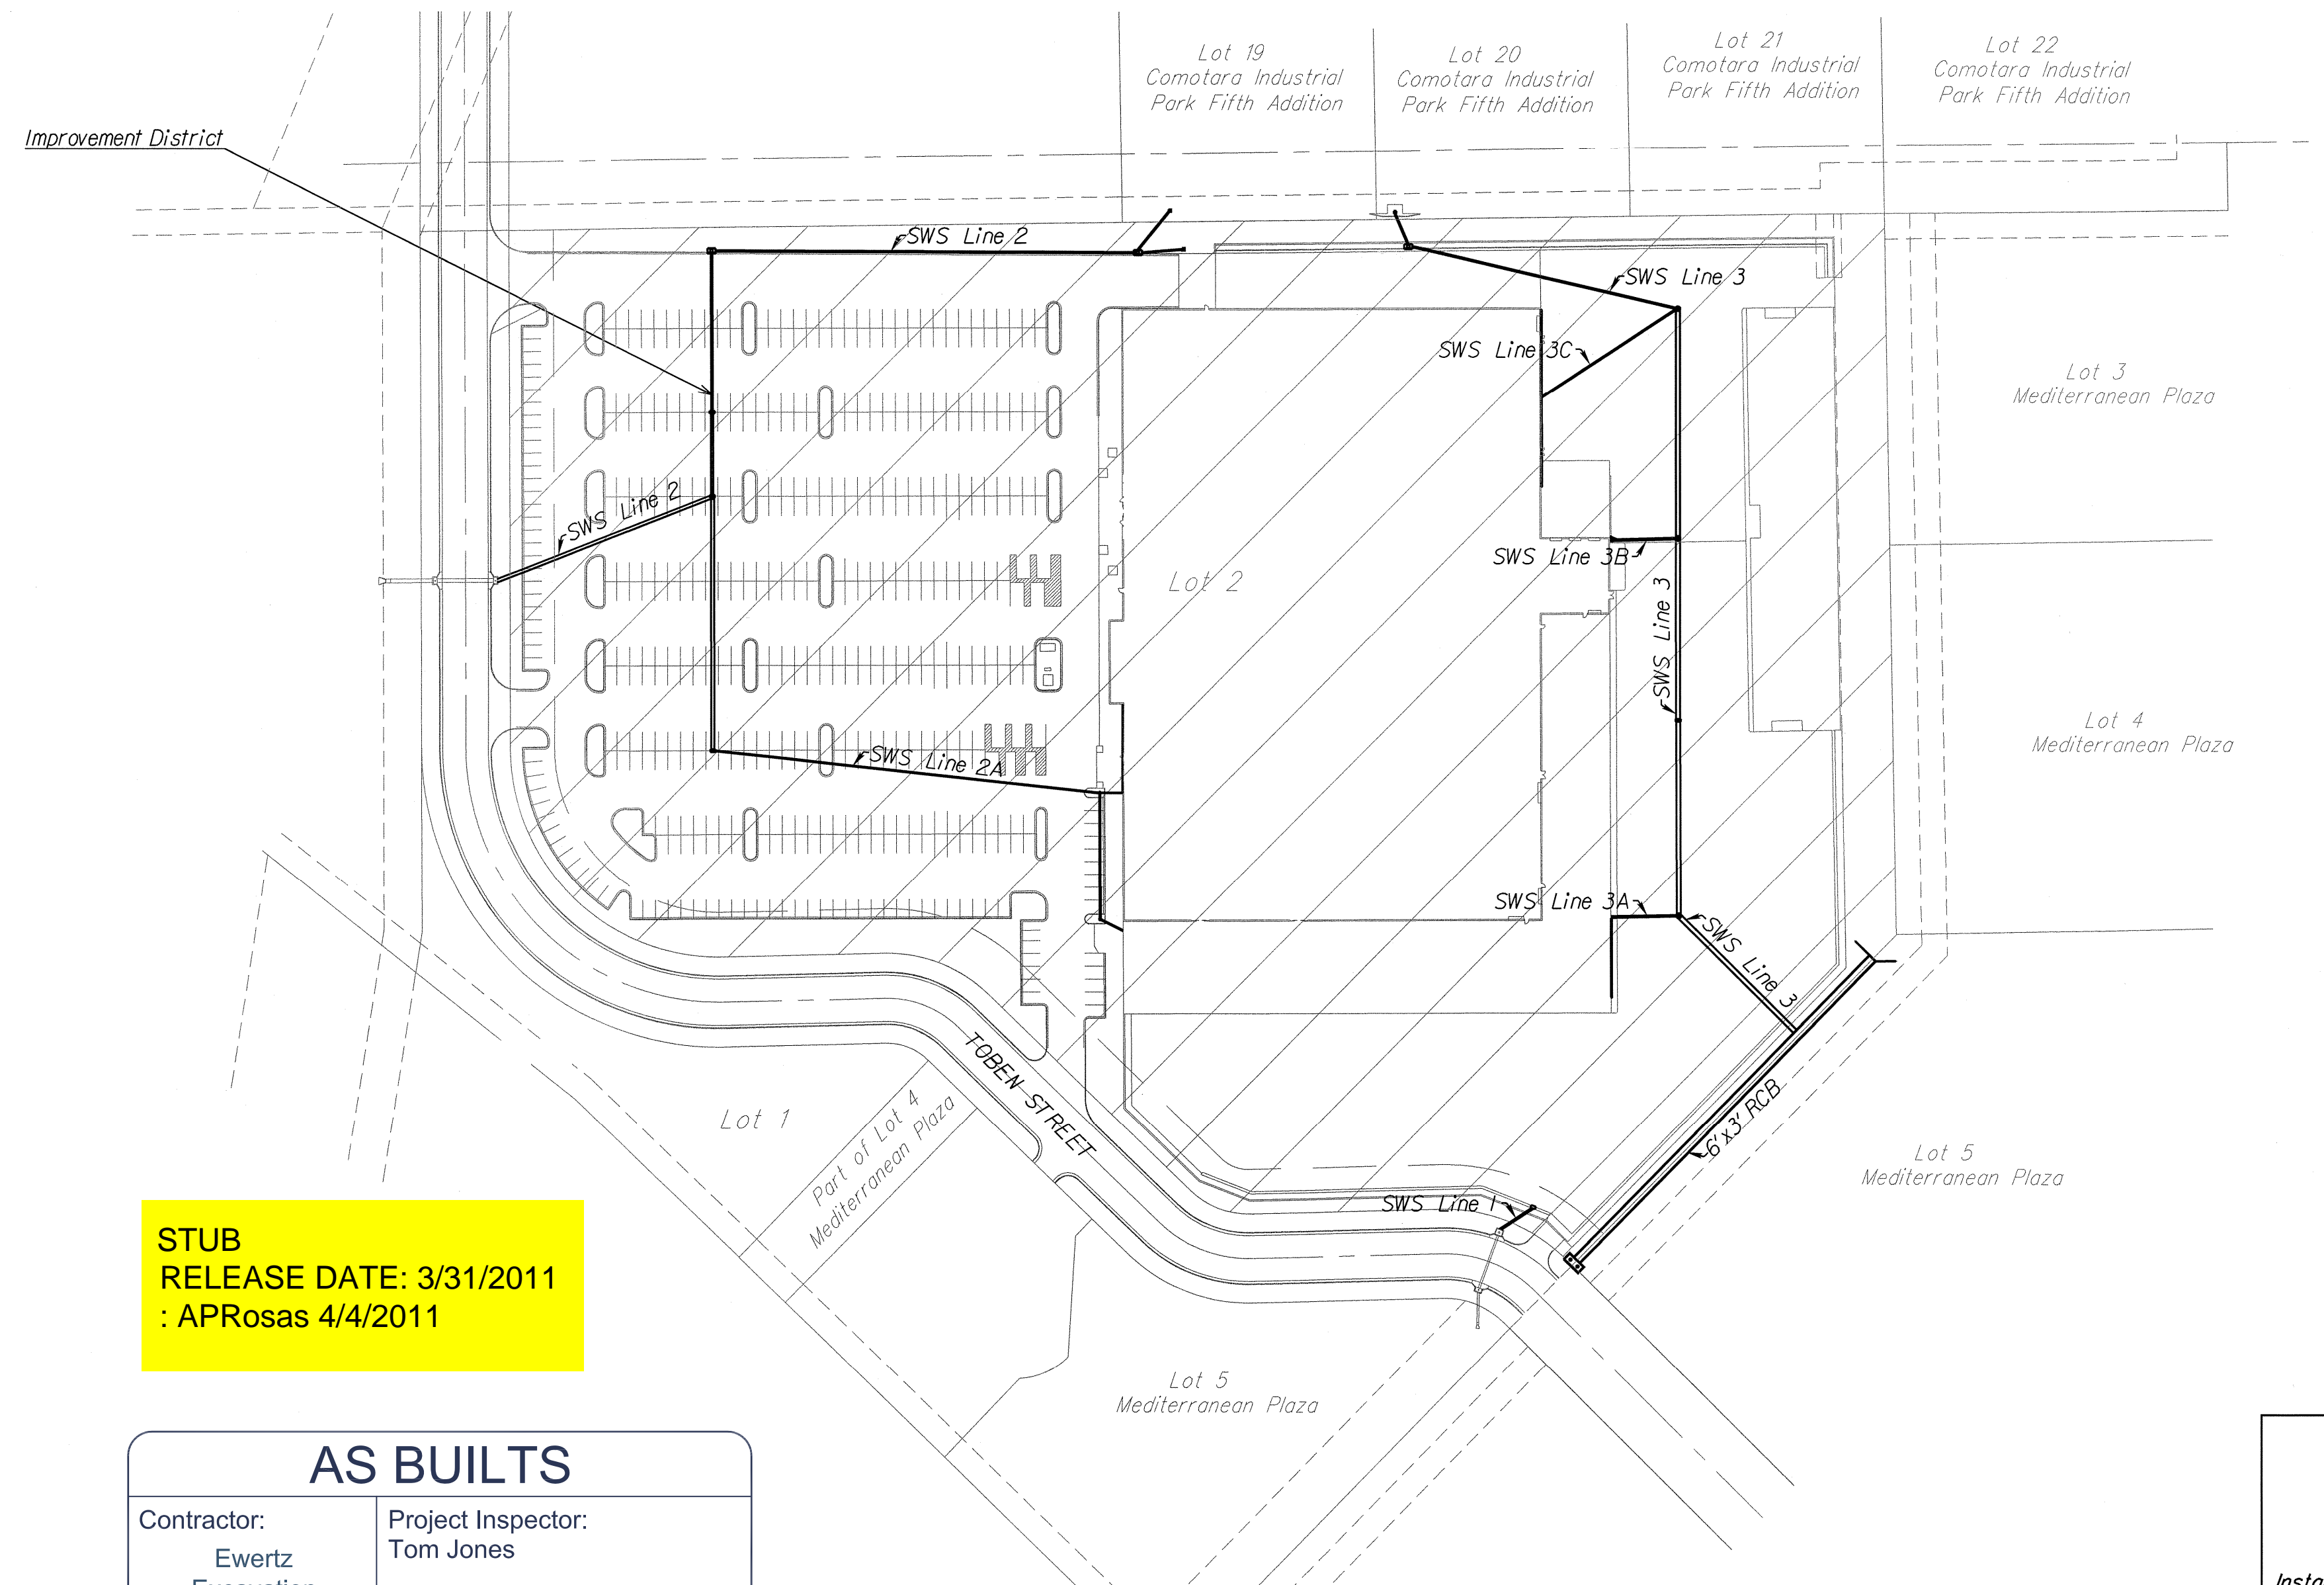 Lot 19
Comotara Industrial
Park Fifth Addition
Lot 20
Comotara Industrial
Park Fifth Addition
Lot 21
Comotara Industrial
Park Fifth Addition
Lot 22
Comotara Industrial
Park Fifth Addition
Improvement District
SWS Line 2
SWS Line 3
SWS Line 3C
Lot 3
Mediterranean Plaza
SWS Line 2
SWS Line 3B
Lot 2
SWS Line 3
Lot 4
Mediterranean Plaza
SWS Line 2A
SWS Line 3A
SWS Line 3
TOBEN STREET
Lot 1
Part of Lot 4
Mediterranean Plaza
6'x3' RCB
Lot 5
Mediterranean Plaza
SWS Line 1
STUB
RELEASE DATE: 3/31/2011
: APRosas 4/4/2011
Lot 5
Mediterranean Plaza
AS BUILTS
Contractor:
Ewertz
Project Inspector:
Tom Jones